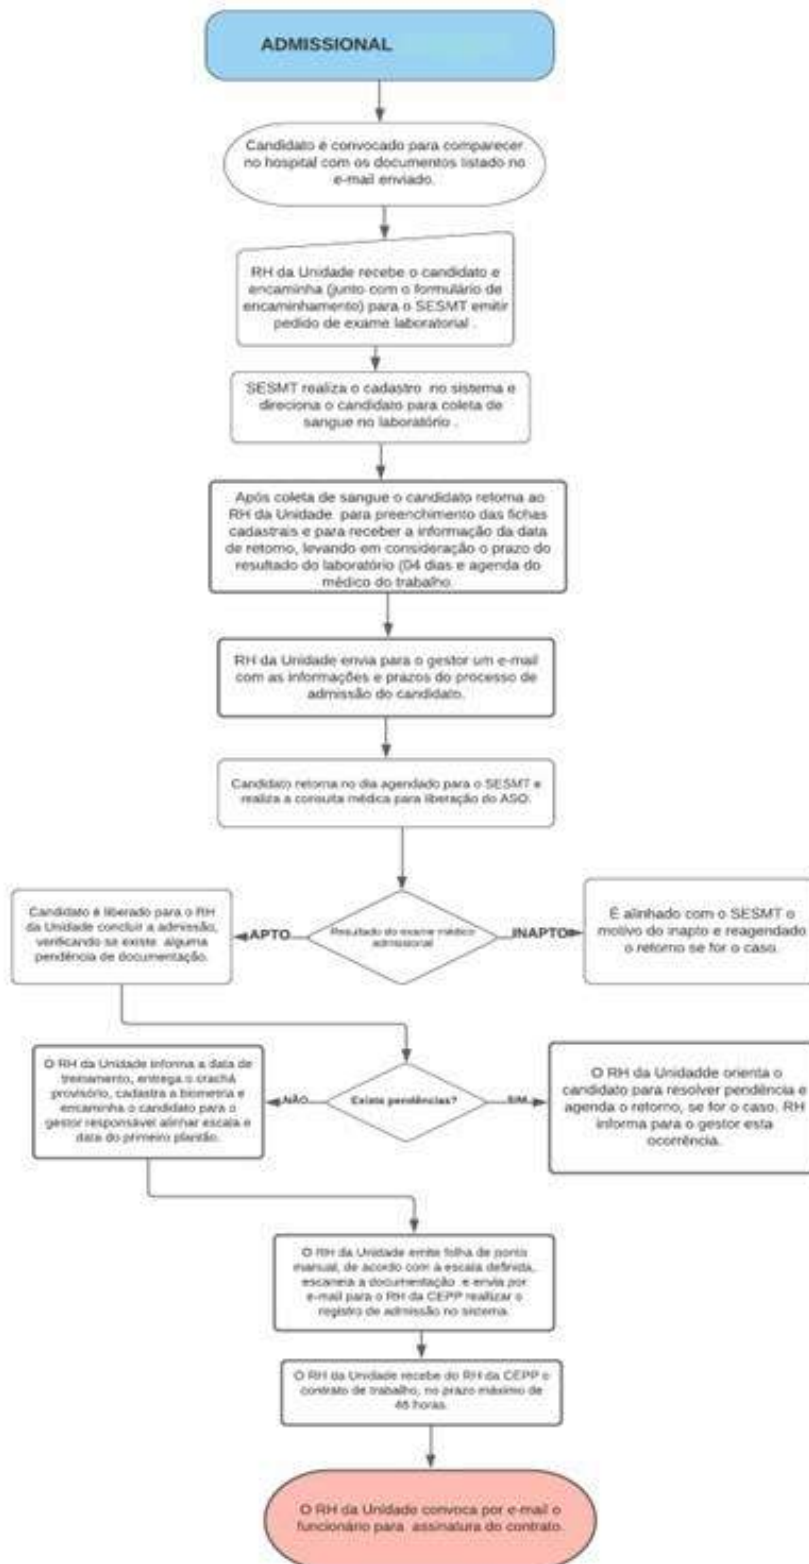 ADMISSIONAL
Candidato é convocado para comparecer
no hospital com os documentos listado no
e-mail enviado.
RH da Unidade recebe o candidato e
encaminha (junto com o formulário de
encaminhamento) para o SESMT emitir
pedido de exame laboratorial .
SESMT realiza o cadastro no sistema e
direciona o candidato para coleta de
sangue no laboratório .
Após coleta de sangue o candidato retorna ao
RH da Unidade para preenchimento das fichas
cadastrais e para receber a informação da data
de retorno, levando em consideração o prazo do
resultado do laboratório (04 dias e agenda do
médico do trabalho.
RH da Unidade envia para o gestor um e-mail
com as informações e prazos do processo de
admissão do candidato.
Candidato retorna no dia agendado para o SESMT e
realiza a consulta médica para liberação do ASO.
Candidato é liberado para o RH
da Unidade concluir a admissão,
verificando se existe alguma
pendência de documentação.
APTO
Resultado do exame médico
admissional
INAPTO
É alinhado com o SESMT o
motivo do inapto e reagendado
o retorno se for o caso.
O RH da Unidade informa a data de
treinamento, entrega o crachá
provisório, cadastra a biometria e
encaminha o candidato para o
gestor responsável alinhar escala e
data do primeiro plantão.
NÃO
Existe pendências?
SIM
O RH da Unidadde orienta o
candidato para resolver pendência e
agenda o retorno, se for o caso. RH
informa para o gestor esta
ocorrência.
O RH da Unidade emite folha de ponto
manual, de acordo com a escala definida,
escaneia a documentação e envia por
e-mail para o RH da CEPP reallizar o
registro de admissão no sistema.
O RH da Unidade recebe do RH da CEPP o
contrato de trabalho, no prazo máximo de
48 horas.
O RH da Unidade convoca por e-mail o
funcionário para assinatura do contrato.